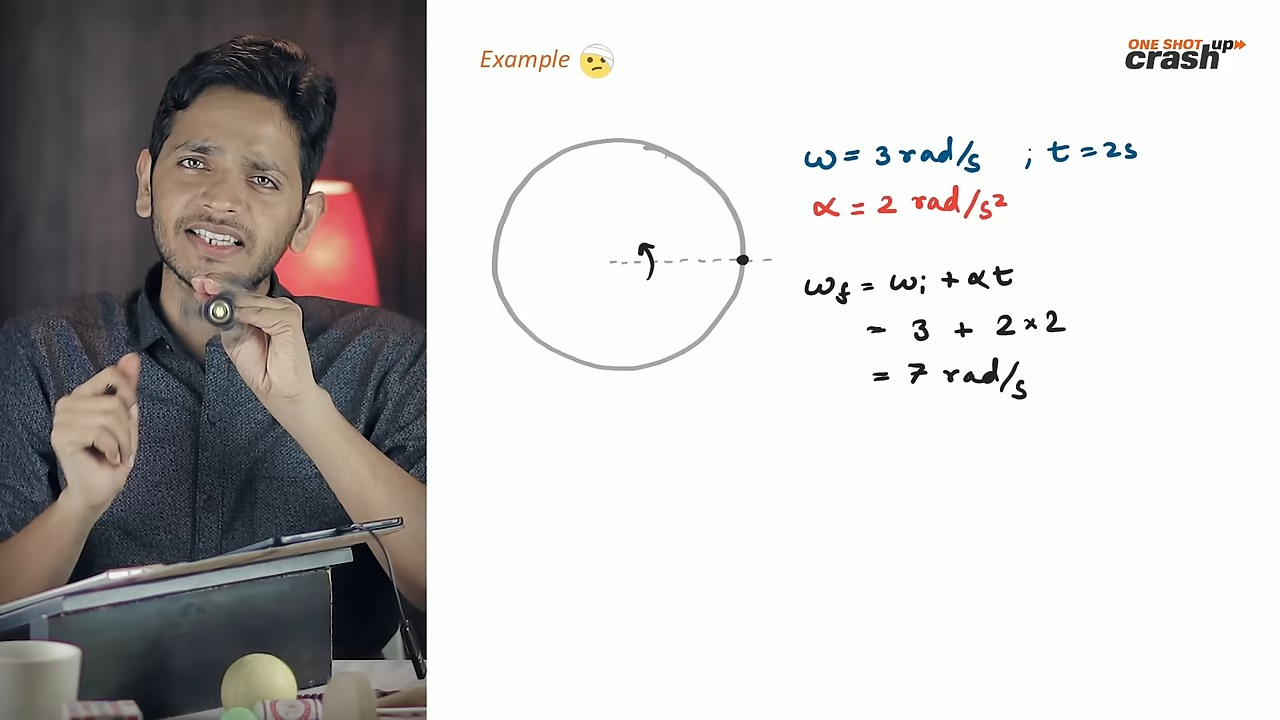 Example
ONE SHOT
crash up
ω = 3 rad/s ; t = 2s
α = 2 rad/s²
ω_f = ω_i + αt
= 3 + 2 × 2
= 7 rad/s